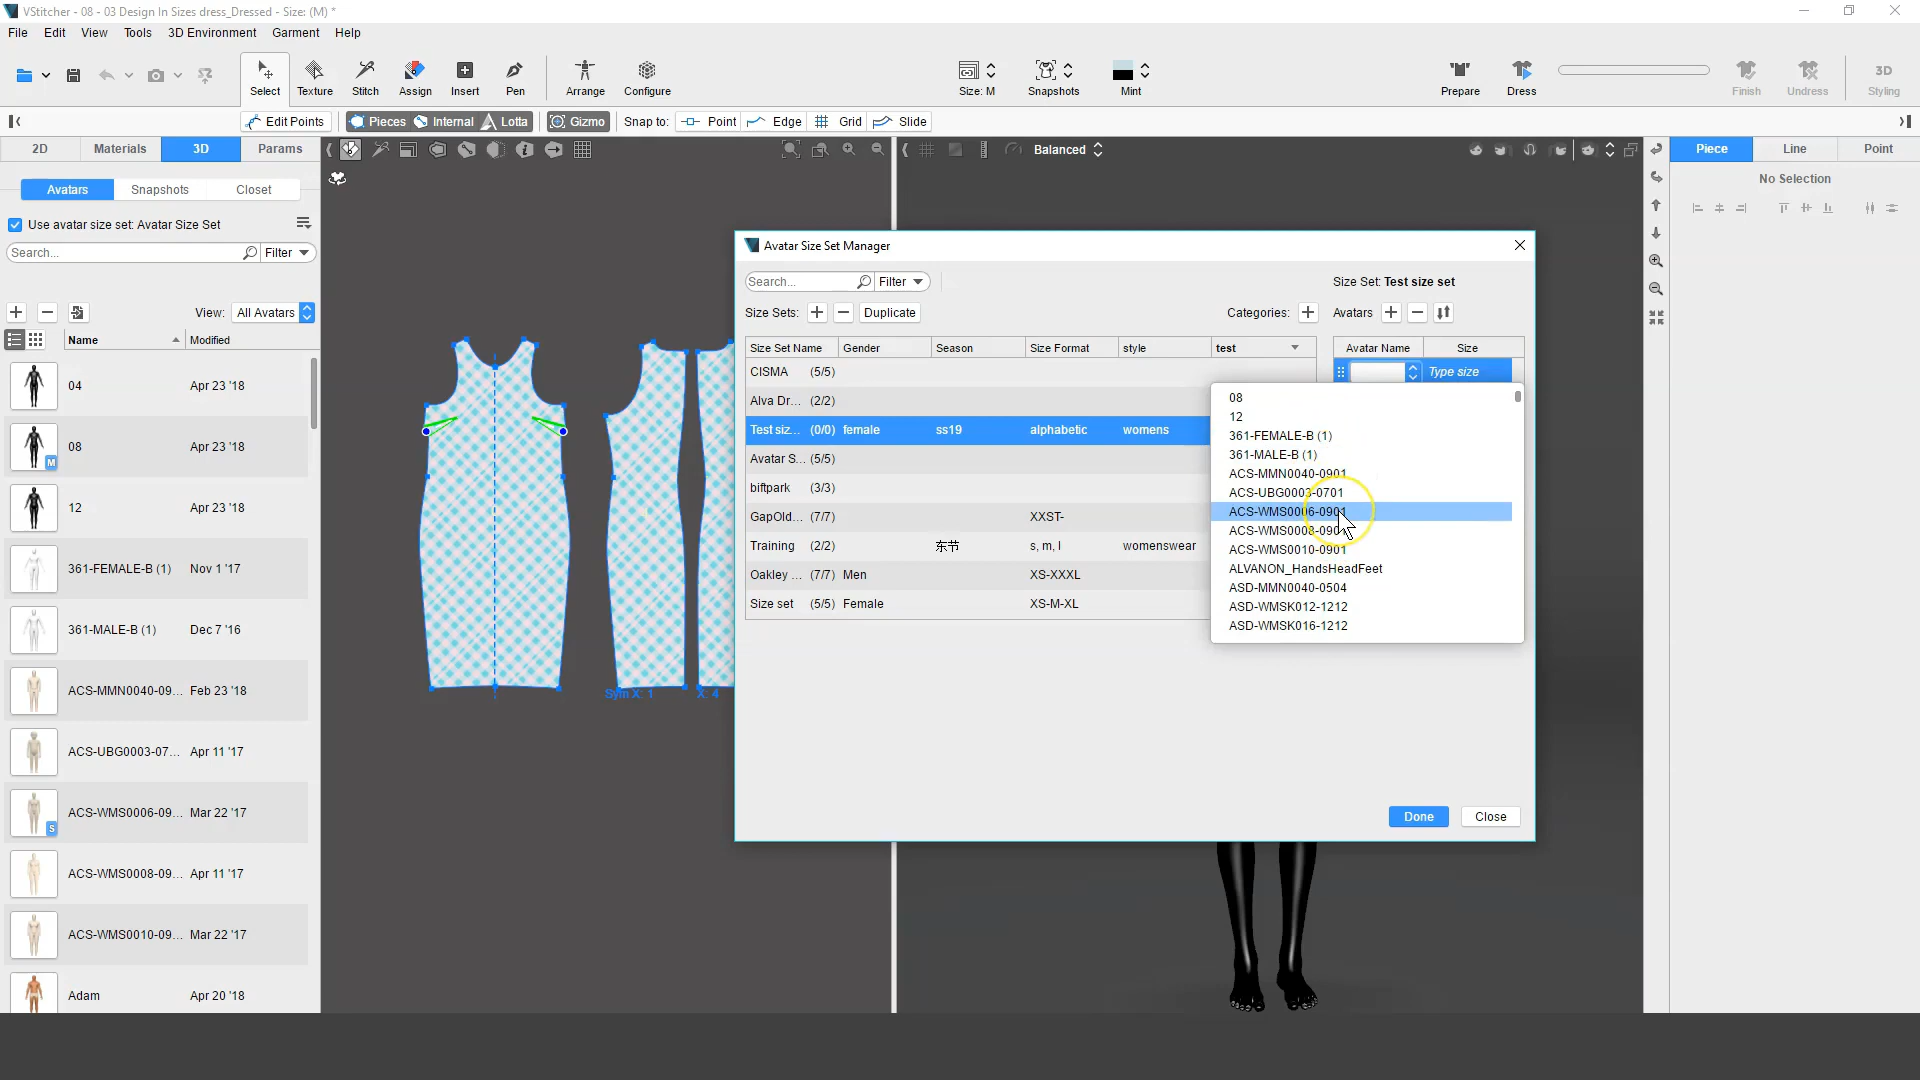 VStitcher - 08 - 03 Design In Sizes dress_Dressed - Size: (M) *
File Edit View Tools 3D Environment Garment Help
Select Texture Stitch Assign Insert Pen Arrange Configure Size: M Snapshots Mint Prepare Dress Finish Undress 3D Styling
Edit Points Pieces Internal Lotta Gizmo Snap to: Point Edge Grid Slide
2D Materials 3D Params Balanced Piece Line Point
No Selection
Avatars Snapshots Closet
Use avatar size set: Avatar Size Set
Search... Filter
View: All Avatars
Name Modified
04 Apr 23 '18
08 Apr 23 '18
M
12 Apr 23 '18
361-FEMALE-B (1) Nov 1 '17
361-MALE-B (1) Dec 7 '16
ACS-MMN0040-09... Feb 23 '18
ACS-UBG0003-07... Apr 11 '17
ACS-WMS0006-09... Mar 22 '17
S
ACS-WMS0008-09... Apr 11 '17
ACS-WMS0010-09... Mar 22 '17
Adam Apr 20 '18
Sym X: 1 X: 4
Avatar Size Set Manager
Search... Filter Size Set: Test size set
Size Sets: Duplicate Categories: Avatars
Size Set Name Gender Season Size Format style test Avatar Name Size
CISMA (5/5) Type size
Alva Dr... (2/2)
Test siz... (0/0) female ss19 alphabetic womens
Avatar S... (5/5)
biftpark (3/3)
GapOld... (7/7) XXST-
Training (2/2) 东节 s, m, l womenswear
Oakley ... (7/7) Men XS-XXXL
Size set (5/5) Female XS-M-XL
08
12
361-FEMALE-B (1)
361-MALE-B (1)
ACS-MMN0040-0901
ACS-UBG0003-0701
ACS-WMS0006-0901
ACS-WMS0008-0901
ACS-WMS0010-0901
ALVANON_HandsHeadFeet
ASD-MMN0040-0504
ASD-WMSK012-1212
ASD-WMSK016-1212
Done Close